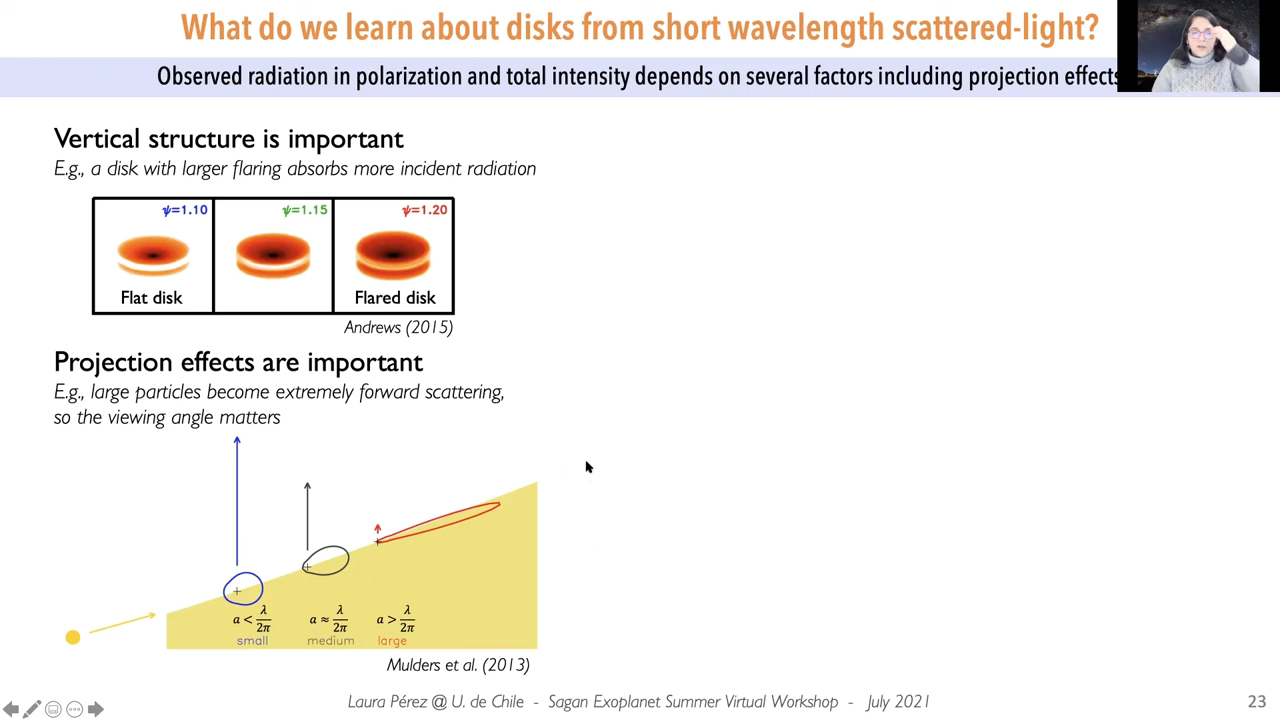 What do we learn about disks from short wavelength scattered-light?
Observed radiation in polarization and total intensity depends on several factors including projection effects
Vertical structure is important
E.g., a disk with larger flaring absorbs more incident radiation
ψ=1.10
ψ=1.15
ψ=1.20
Flat disk
Flared disk
Andrews (2015)
Projection effects are important
E.g., large particles become extremely forward scattering,
so the viewing angle matters
a < λ/2π
a ≈ λ/2π
a > λ/2π
small
medium
large
Mulders et al. (2013)
Laura Pérez @ U. de Chile - Sagan Exoplanet Summer Virtual Workshop - July 2021
23